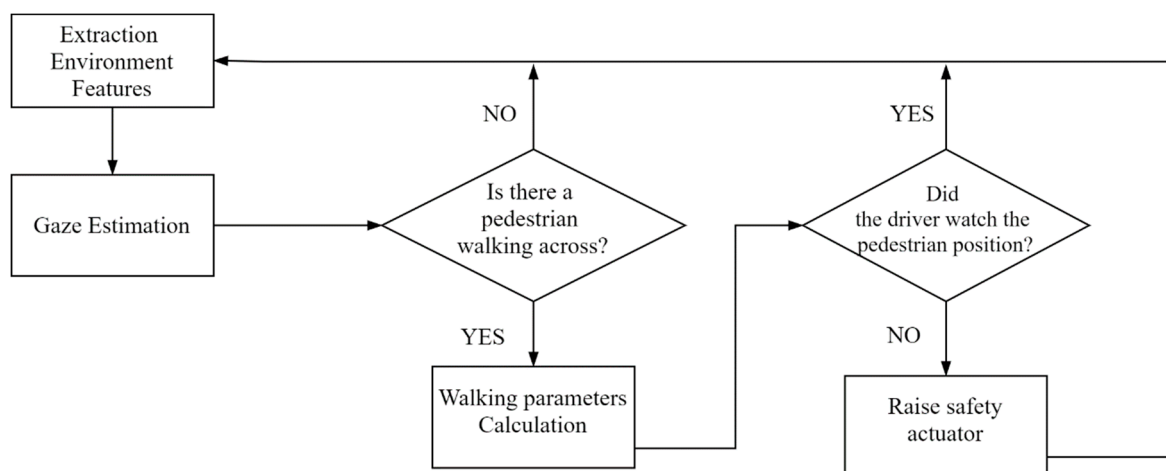 Extraction
Environment
Features
Gaze Estimation
NO
Is there a
pedestrian
walking across?
YES
Walking parameters
Calculation
YES
Did
the driver watch the
pedestrian position?
NO
Raise safety
actuator